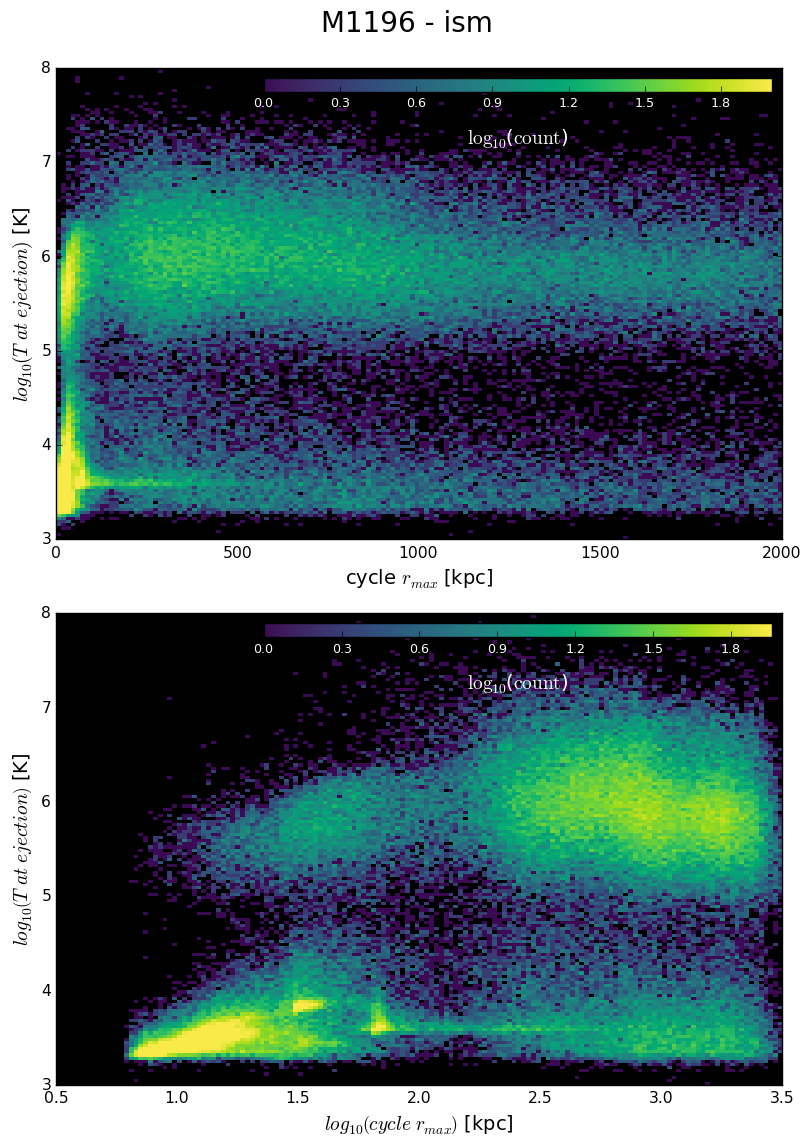 M1196 - ism
8
0.0 0.3 0.6 0.9 1.2 1.5 1.8
log10(count)
7
6
log10(T at ejection) [K]
5
4
3
0 500 1000 1500 2000
cycle rmax [kpc]
8
0.0 0.3 0.6 0.9 1.2 1.5 1.8
log10(count)
7
6
log10(T at ejection) [K]
5
4
3
0.5 1.0 1.5 2.0 2.5 3.0 3.5
log10(cycle rmax) [kpc]